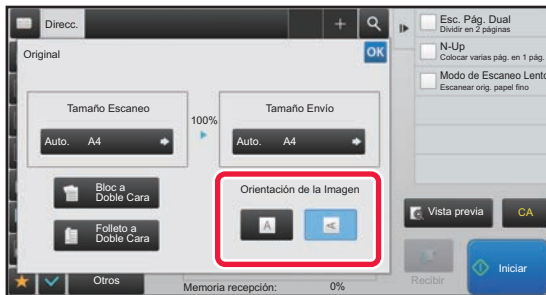 Direcc.
Original
OK
Tamaño Escaneo
100%
Tamaño Envío
Auto. A4
Auto. A4
Bloc a
Doble Cara
Folleto a
Doble Cara
Orientación de la Imagen
A
A
Otros
Memoria recepción: 0%
Esc. Pág. Dual
Dividir en 2 páginas
N-Up
Colocar varias pág. en 1 pág.
Modo de Escaneo Lento
Escanear orig. papel fino
Vista previa
CA
Recibir
Iniciar